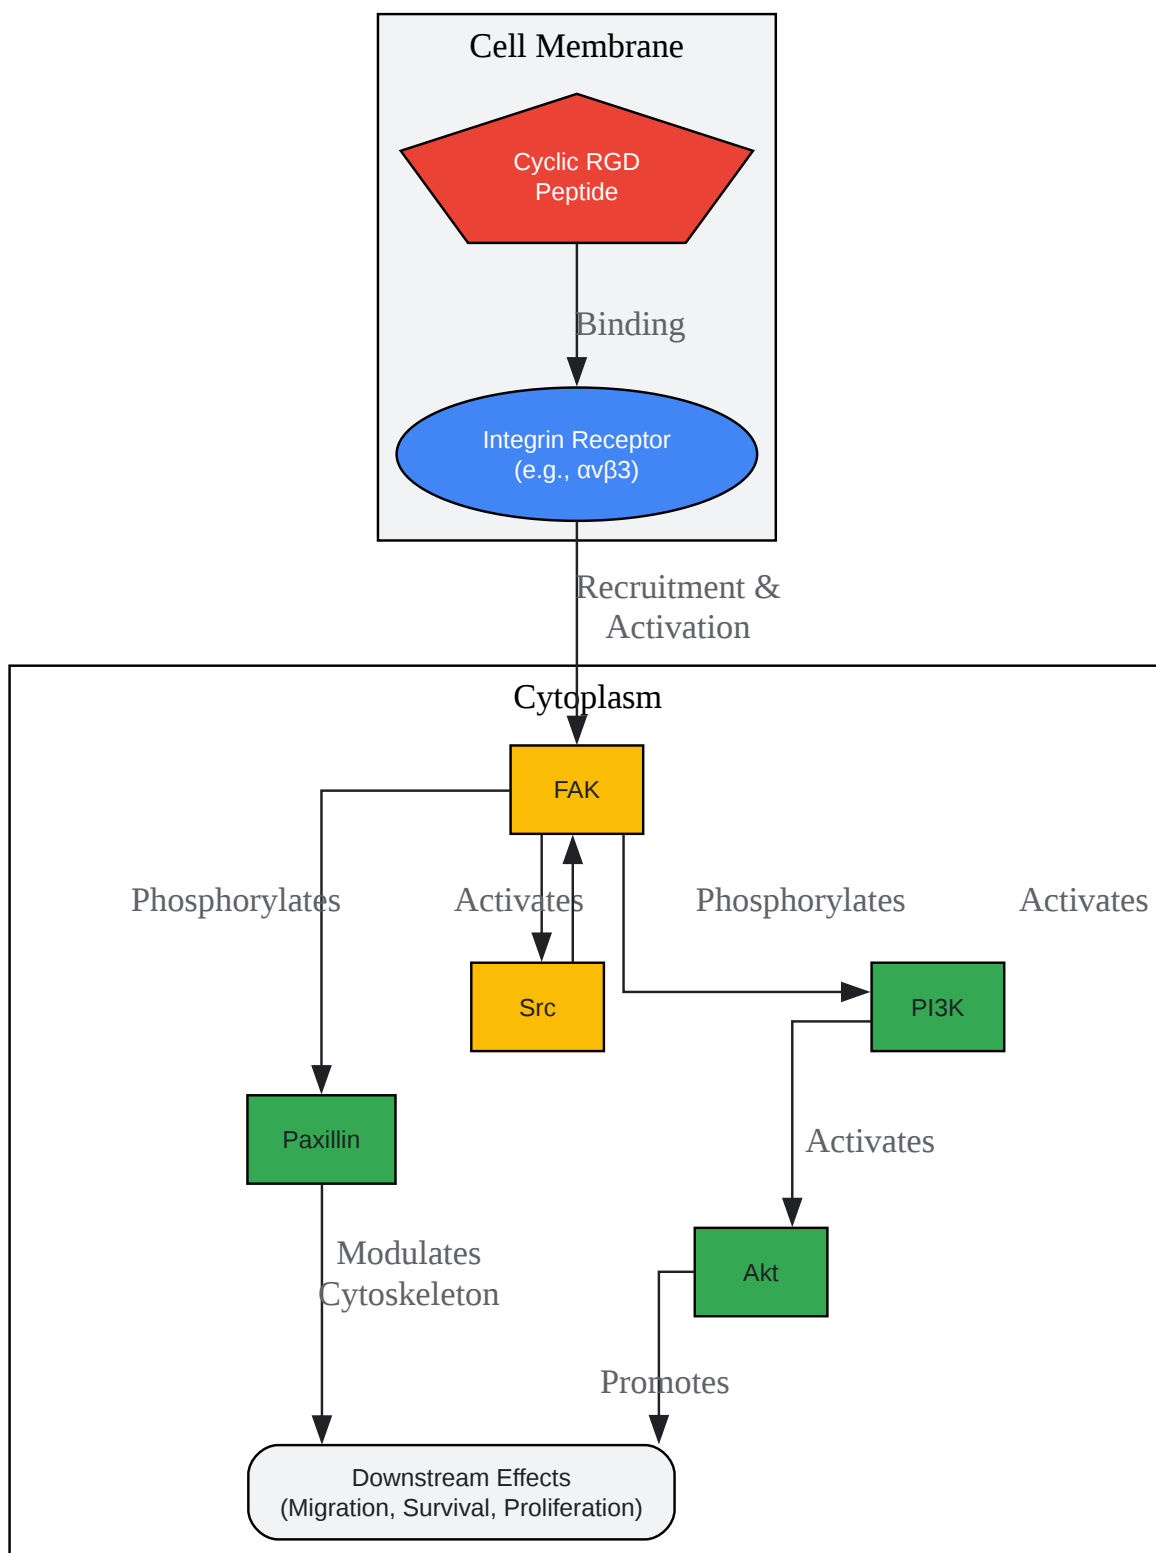 Cell Membrane
Cyclic RGD
Peptide
Binding
Integrin Receptor
(e.g., αvβ3)
Recruitment &
Activation
Cytoplasm
FAK
Phosphorylates
Activates
Phosphorylates
Activates
Src
PI3K
Paxillin
Activates
Modulates
Cytoskeleton
Akt
Promotes
Downstream Effects
(Migration, Survival, Proliferation)